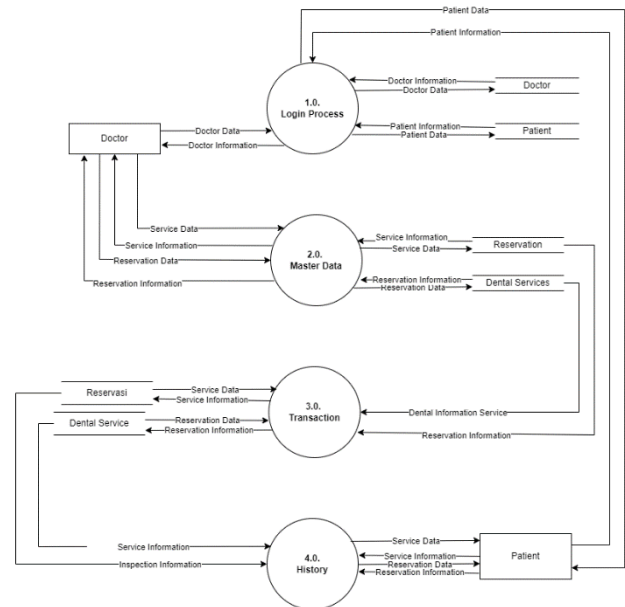 Patient Data
Patient Information
Doctor Information
Doctor Data
Doctor
1.0.
Login Process
Patient Information
Patient Data
Patient
Doctor
Doctor Data
Doctor Information
Service Data
Service Information
Reservation Data
Reservation Information
2.0.
Master Data
Service Information
Service Data
Reservation
Reservation Information
Reservation Data
Dental Services
Reservasi
Service Data
Service Information
Dental Service
Reservation Data
Reservation Information
3.0.
Transaction
Dental Information Service
Reservation Information
Service Information
Inspection Information
4.0.
History
Service Data
Service Information
Reservation Data
Reservation Information
Patient